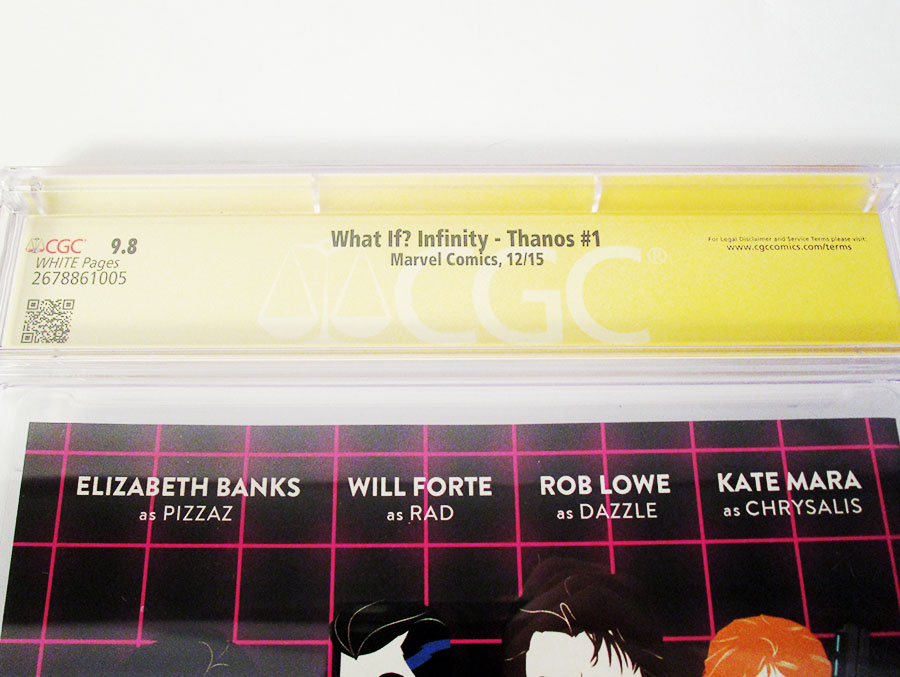 CGC 9.8
WHITE Pages
2678861005
What If? Infinity - Thanos #1
Marvel Comics, 12/15
For Legal Disclaimer and Service Terms please visit:
www.cgccomics.com/terms
CGC®
ELIZABETH BANKS
as PIZZAZ
WILL FORTE
as RAD
ROB LOWE
as DAZZLE
KATE MARA
as CHRYSALIS